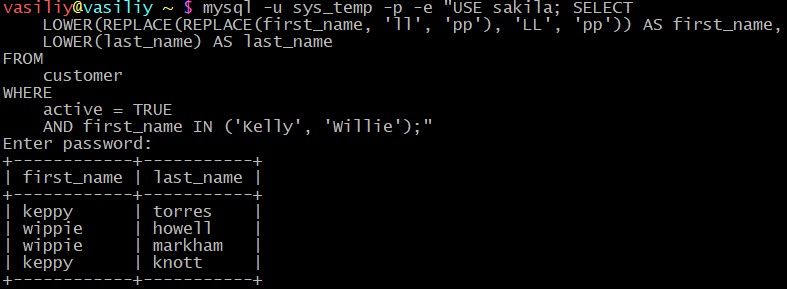 vasiliy@vasiliy ~ $ mysql -u sys_temp -p -e "USE sakila; SELECT
    LOWER(REPLACE(REPLACE(first_name, 'll', 'pp'), 'LL', 'pp')) AS first_name,
    LOWER(last_name) AS last_name
FROM
    customer
WHERE
    active = TRUE
    AND first_name IN ('Kelly', 'Willie');"
Enter password:
+------------+-----------+
| first_name | last_name |
+------------+-----------+
| keppy      | torres    |
| wippie     | howell    |
| wippie     | markham   |
| keppy      | knott     |
+------------+-----------+